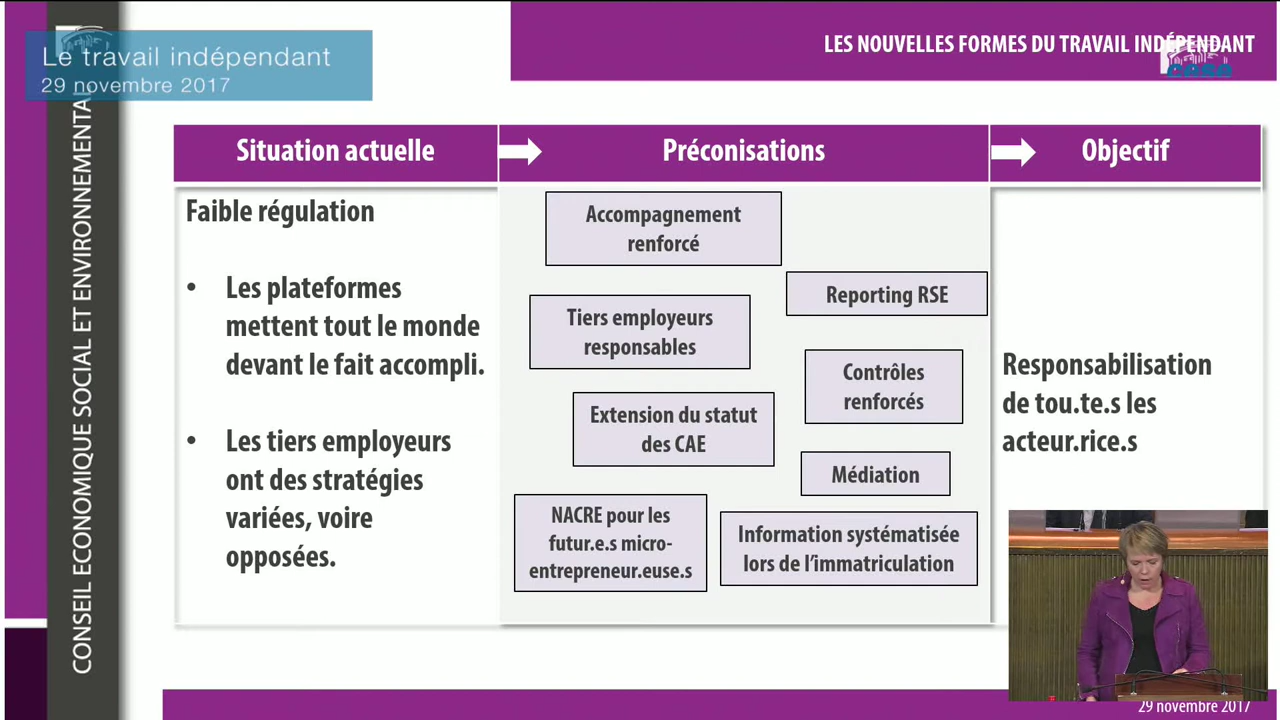 Le travail indépendant
29 novembre 2017
LES NOUVELLES FORMES DU TRAVAIL INDÉPENDANT
CONSEIL ECONOMIQUE SOCIAL ET ENVIRONNEMENTAL
Situation actuelle
Préconisations
Objectif
Faible régulation
• Les plateformes
mettent tout le monde
devant le fait accompli.
• Les tiers employeurs
ont des stratégies
variées, voire
opposées.
Accompagnement
renforcé
Reporting RSE
Tiers employeurs
responsables
Contrôles
renforcés
Extension du statut
des CAE
Médiation
NACRE pour les
futur.e.s micro-
entrepreneur.euse.s
Information systématisée
lors de l'immatriculation
Responsabilisation
de tou.te.s les
acteur.rice.s
29 novembre 2017